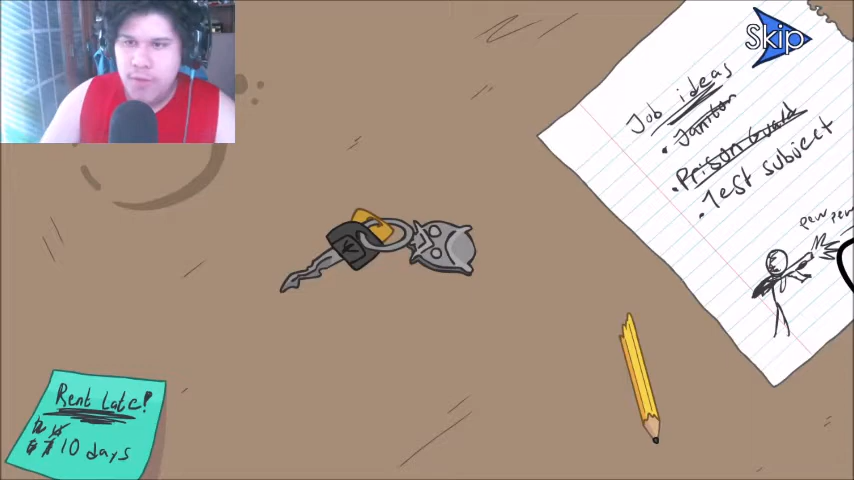 Skip
Job ideas
• Janitor
• Prison Guard
• Test subject
pew pew
Rent Late!
10 days